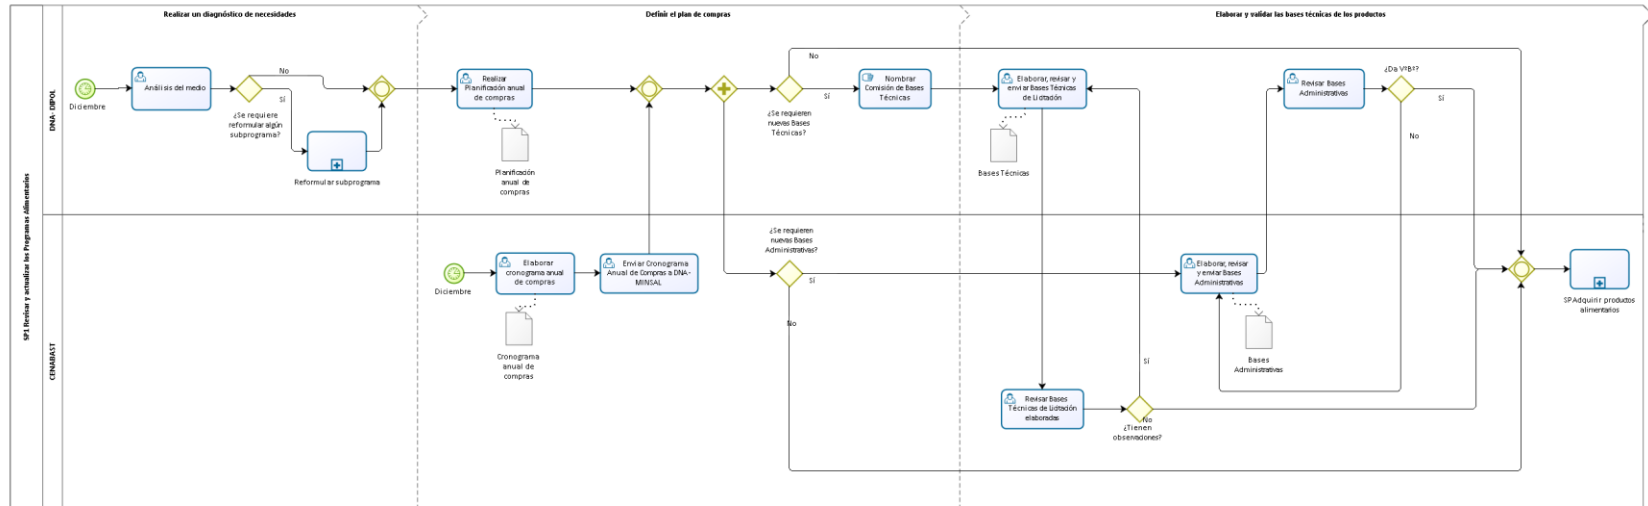 Realizar un diagnóstico de necesidades
Definir el plan de compras
Elaborar y validar las bases técnicas de los productos
SP1 Revisar y actualizar los Programas Alimentarios
DNA - DIPOL
Diciembre
Análisis del medio
No
Sí
¿Se requiere
reformular algún
subprograma?
Reformular subprograma
Realizar
Planificación anual
de compras
Planificación
anual de
compras
No
Sí
¿Se requieren
nuevas Bases
Técnicas?
Nombrar
Comisión de Bases
Técnicas
Elaborar, revisar y
enviar Bases Técnicas
de Licitación
Bases Técnicas
Revisar Bases
Administrativas
¿Da VºBº?
Sí
No
CENABAST
Diciembre
Elaborar
cronograma anual
de compras
Cronograma
anual de
compras
Enviar Cronograma
Anual de Compras a DNA-
MINSAL
¿Se requieren
nuevas Bases
Administrativas?
Sí
No
Elaborar, revisar
y enviar Bases
Administrativas
Bases
Administrativas
Revisar Bases
Técnicas de Licitación
elaboradas
Sí
No
¿Tienen
observaciones?
SPAdquirir productos
alimentarios